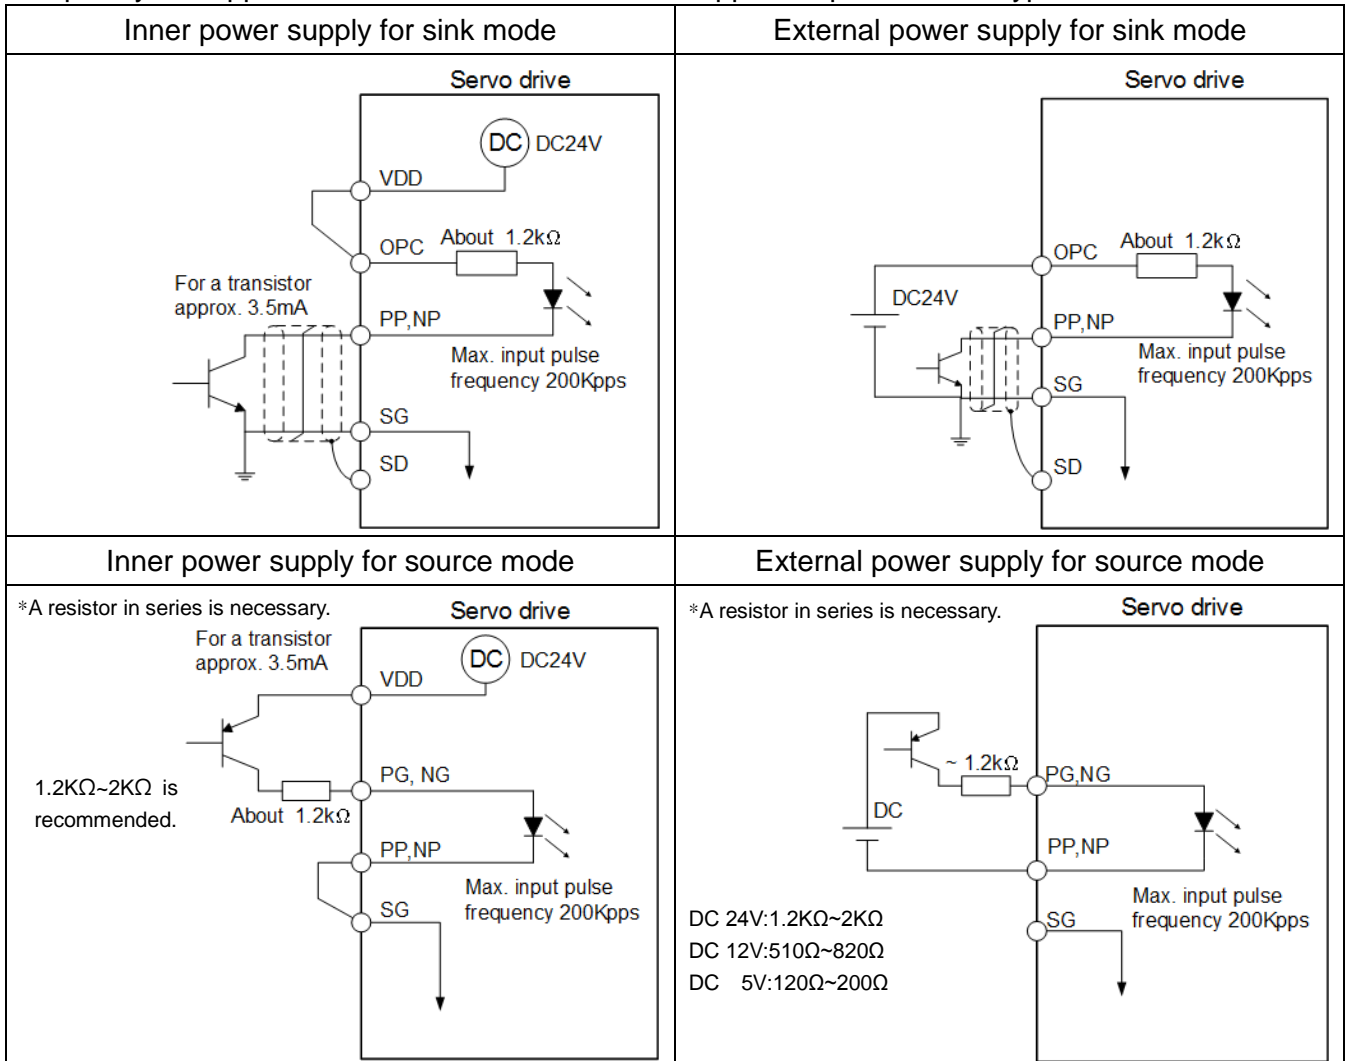 Inner power supply for sink mode
External power supply for sink mode
Servo drive
DC
DC24V
VDD
OPC
About 1.2kΩ
For a transistor
approx. 3.5mA
PP,NP
Max. input pulse
frequency 200Kpps
SG
SD
Servo drive
OPC
About 1.2kΩ
DC24V
PP,NP
Max. input pulse
frequency 200Kpps
SG
SD
Inner power supply for source mode
External power supply for source mode
*A resistor in series is necessary.
Servo drive
For a transistor
approx. 3.5mA
DC
DC24V
VDD
1.2KΩ~2KΩ is
recommended.
PG, NG
About 1.2kΩ
PP,NP
Max. input pulse
frequency 200Kpps
SG
*A resistor in series is necessary.
Servo drive
~ 1.2kΩ
PG,NG
DC
PP,NP
Max. input pulse
frequency 200Kpps
SG
DC 24V:1.2KΩ~2KΩ
DC 12V:510Ω~820Ω
DC 5V:120Ω~200Ω